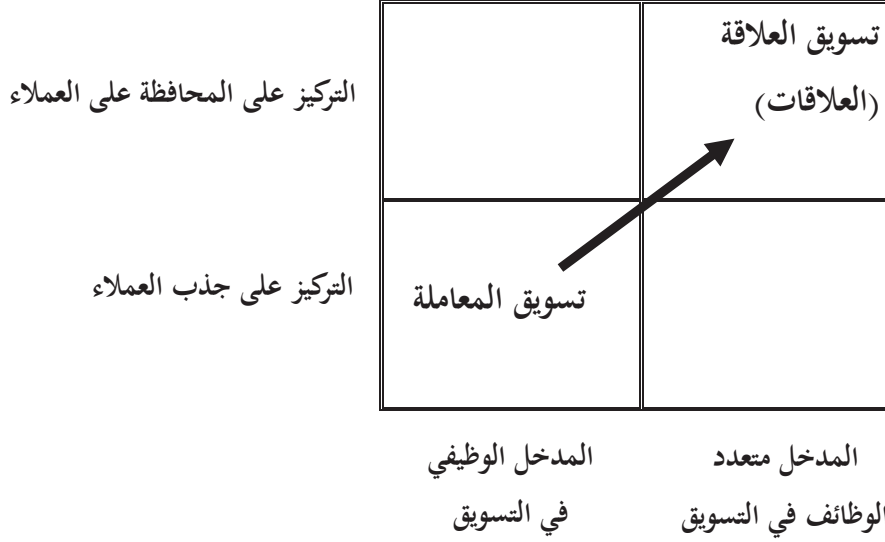 تسويق العلاقة
(العلاقات)
التركيز على المحافظة على العملاء
تسويق المعاملة
التركيز على جذب العملاء
المدخل متعدد
الوظائف في التسويق
المدخل الوظيفي
في التسويق